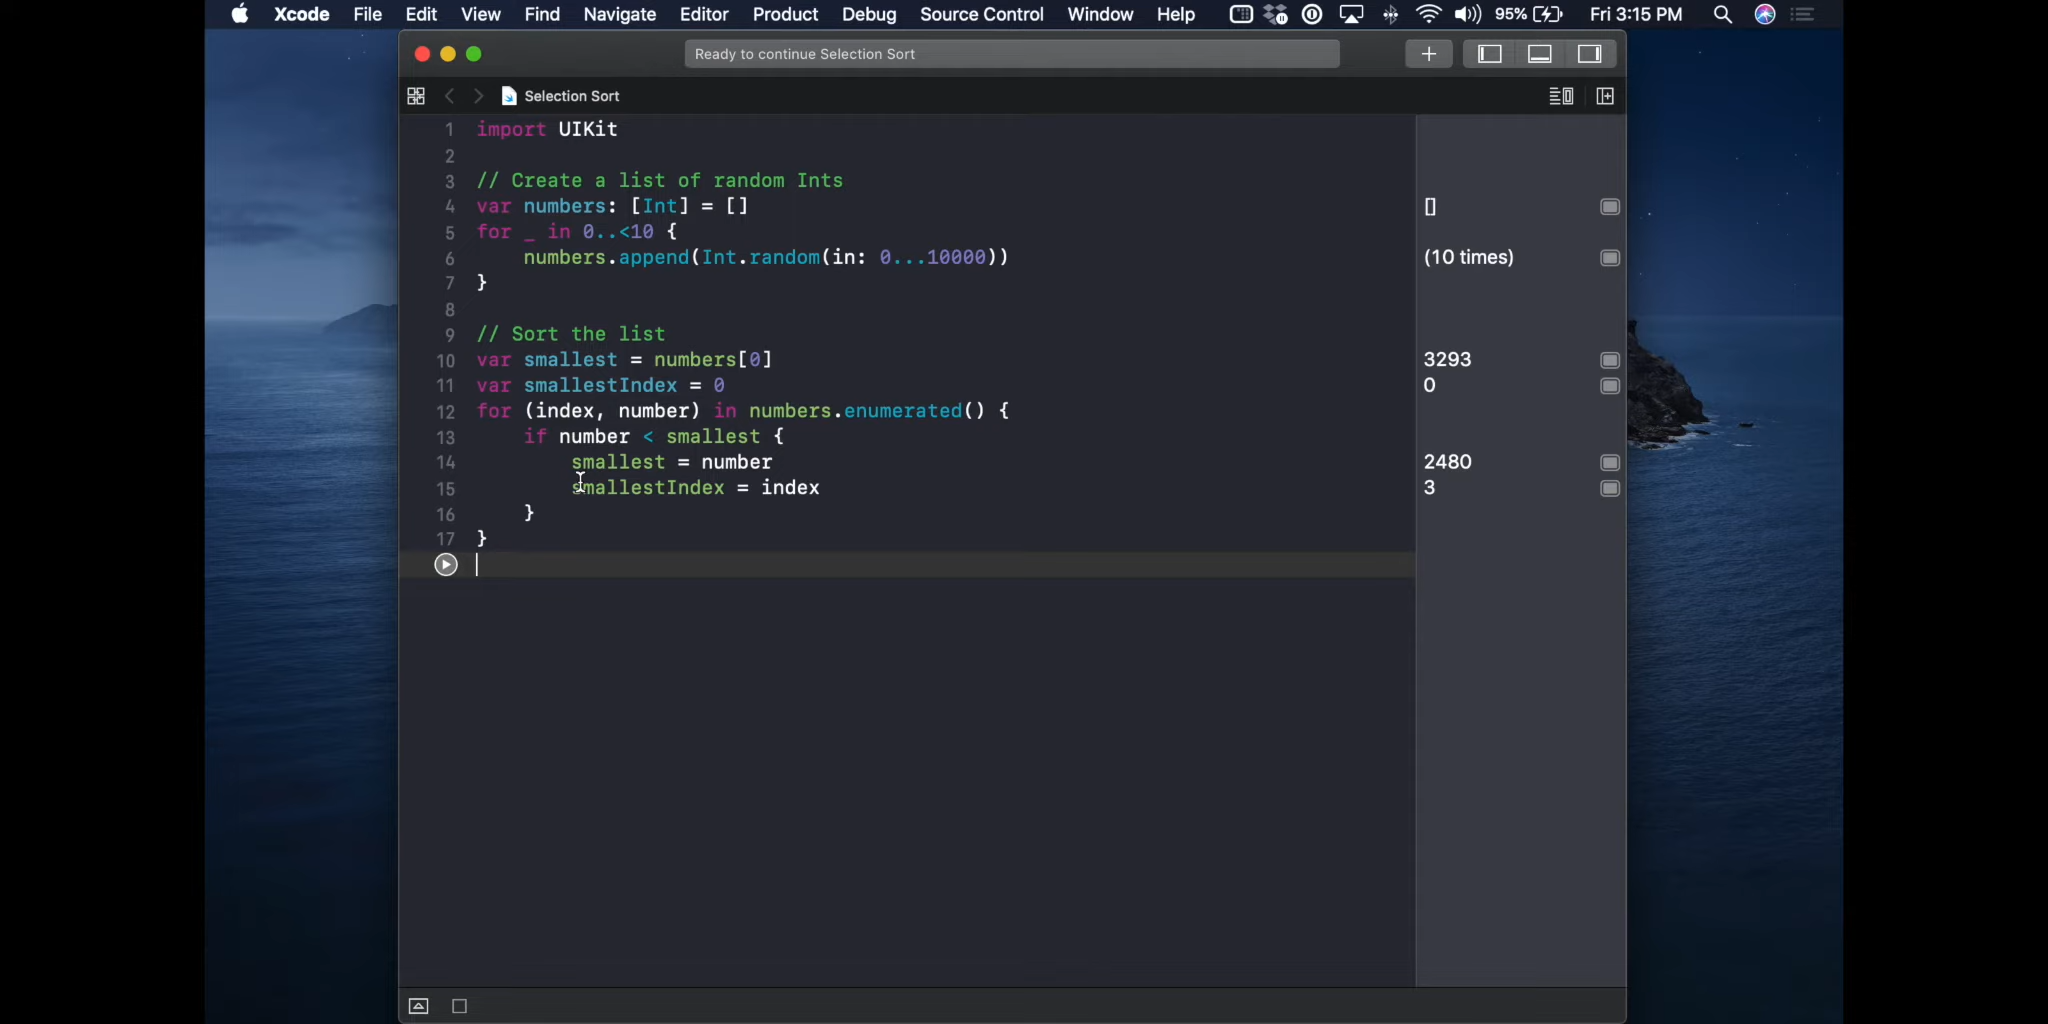 Xcode File Edit View Find Navigate Editor Product Debug Source Control Window Help 95% Fri 3:15 PM
Ready to continue Selection Sort
Selection Sort
1 import UIKit
2
3 // Create a list of random Ints
4 var numbers: [Int] = [] []
5 for _ in 0..<10 {
6 numbers.append(Int.random(in: 0...10000)) (10 times)
7 }
8
9 // Sort the list
10 var smallest = numbers[0] 3293
11 var smallestIndex = 0 0
12 for (index, number) in numbers.enumerated() {
13 if number < smallest {
14 smallest = number 2480
15 smallestIndex = index 3
16 }
17 }